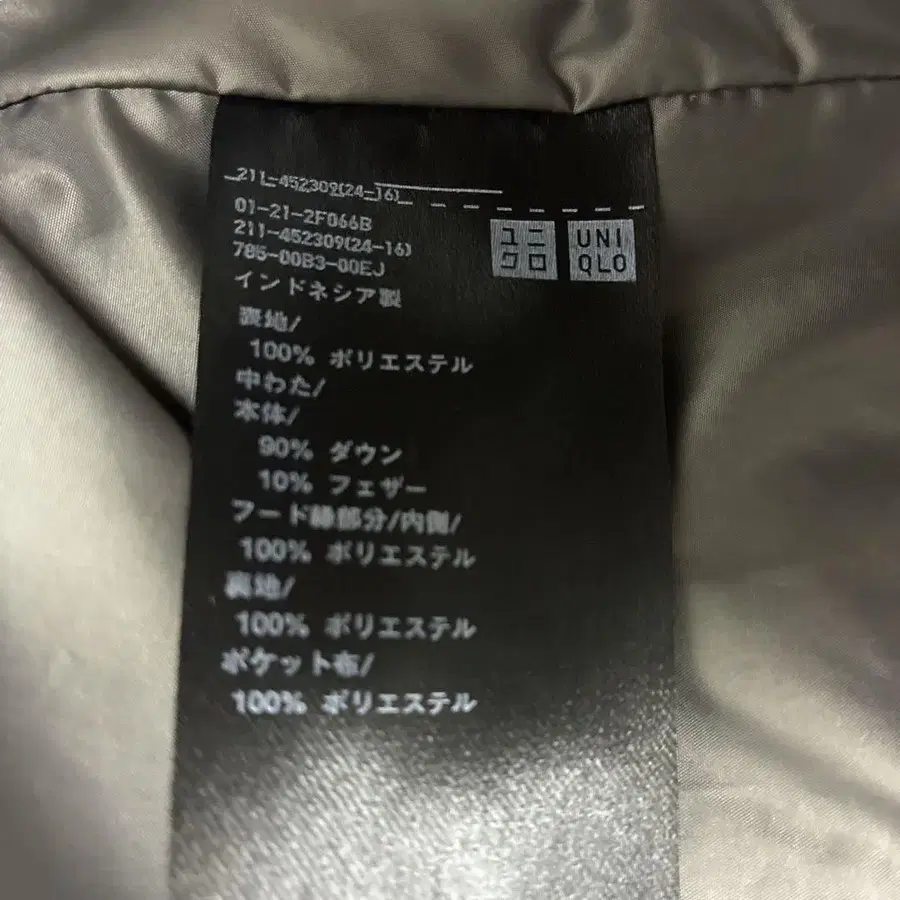 211-452309(24-16)
01-21-2F066B
211-452309(24-16)
785-00B3-00EJ
ユニ
クロ
UNI
QLO
インドネシア製
表地/
100% ポリエステル
中わた/
本体/
90% ダウン
10% フェザー
フード縁部分/内側/
100% ポリエステル
裏地/
100% ポリエステル
ポケット布/
100% ポリエステル